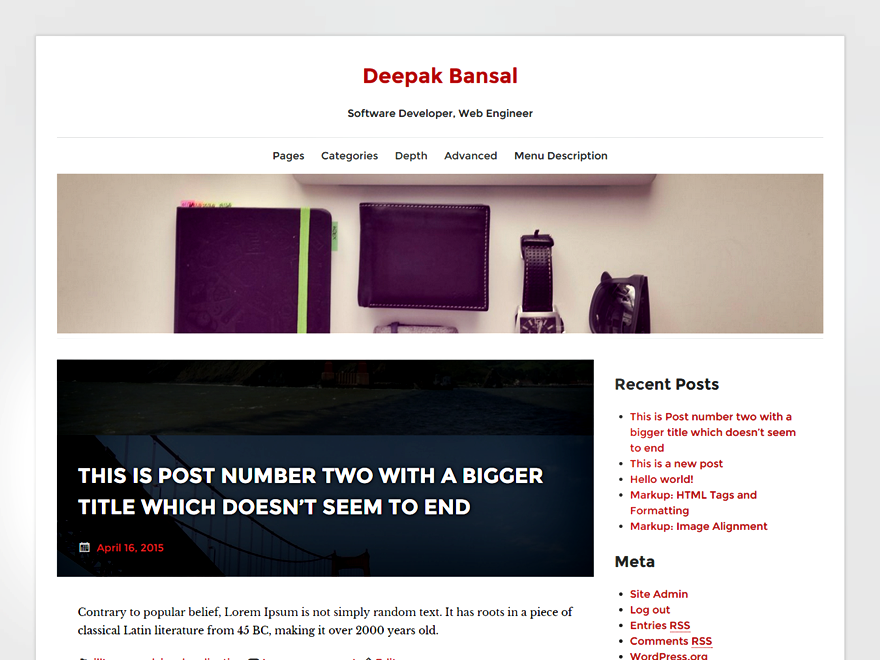 Deepak Bansal
Software Developer, Web Engineer
Pages Categories Depth Advanced Menu Description
THIS IS POST NUMBER TWO WITH A BIGGER
TITLE WHICH DOESN'T SEEM TO END
April 16, 2015
Contrary to popular belief, Lorem Ipsum is not simply random text. It has roots in a piece of
classical Latin literature from 45 BC, making it over 2000 years old.
Recent Posts
This is Post number two with a
bigger title which doesn't seem
to end
This is a new post
Hello world!
Markup: HTML Tags and
Formatting
Markup: Image Alignment
Meta
Site Admin
Log out
Entries RSS
Comments RSS
WordPress.org